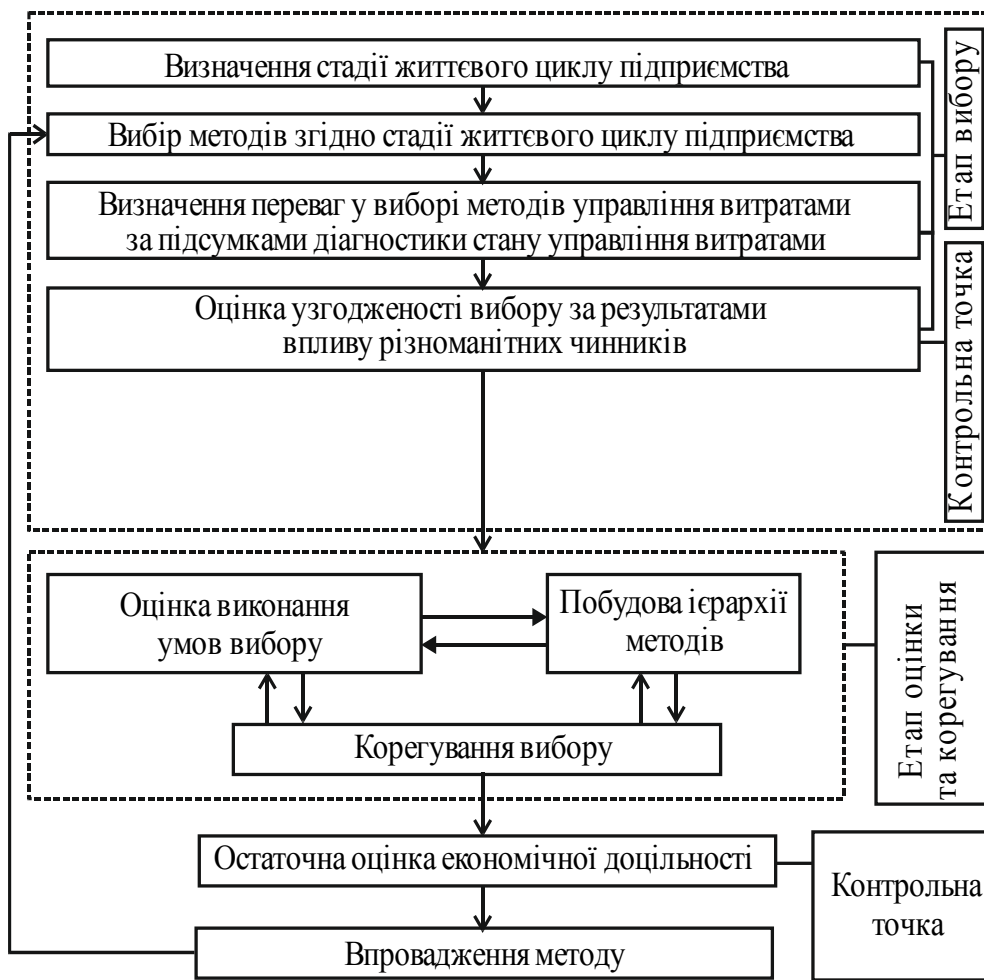 Визначення стадії життєвого циклу підприємства
Вибір методів згідно стадії життєвого циклу підприємства
Визначення переваг у виборі методів управління витратами
за підсумками діагностики стану управління витратами
Оцінка узгодженості вибору за результатами
впливу різноманітних чинників
Етап вибору
Контрольна точка
Оцінка виконання
умов вибору
Побудова ієрархії
методів
Корегування вибору
Етап оцінки
та корегування
Остаточна оцінка економічної доцільності
Контрольна
точка
Впровадження методу